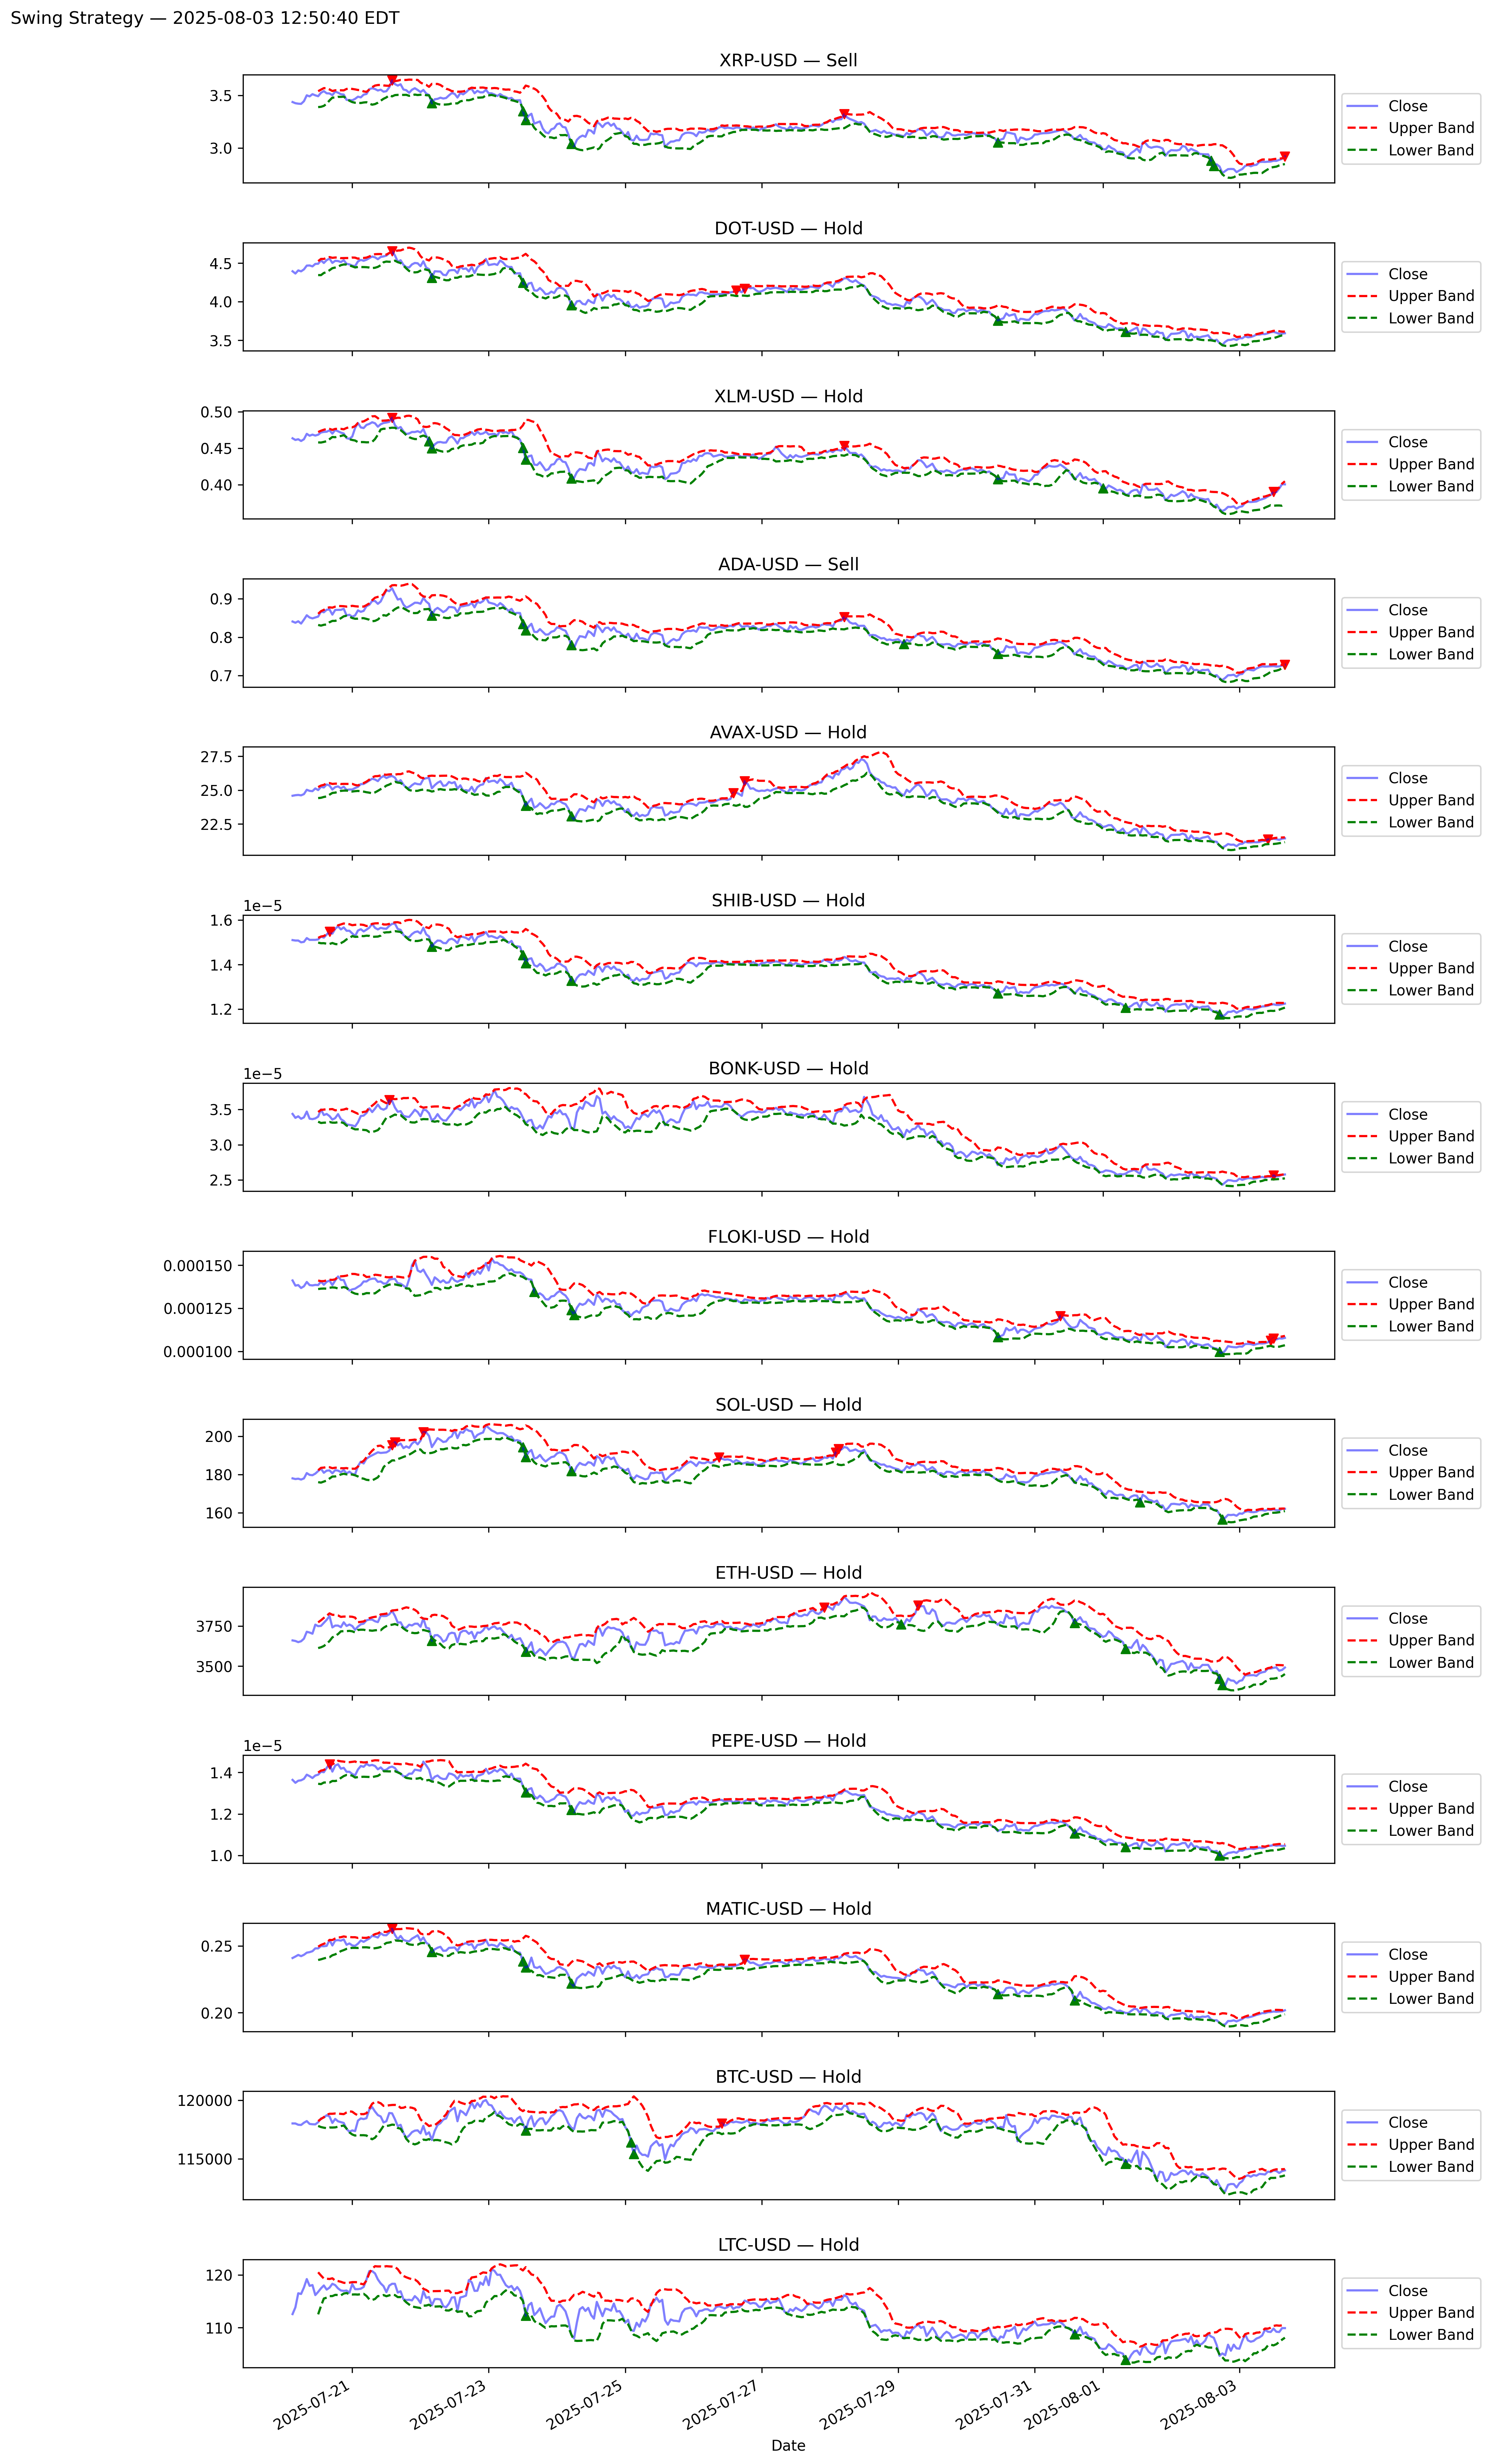 Swing Strategy — 2025-08-03 12:50:40 EDT
XRP-USD — Sell
3.5
3.0
Close
Upper Band
Lower Band
DOT-USD — Hold
4.5
4.0
3.5
Close
Upper Band
Lower Band
XLM-USD — Hold
0.50
0.45
0.40
Close
Upper Band
Lower Band
ADA-USD — Sell
0.9
0.8
0.7
Close
Upper Band
Lower Band
AVAX-USD — Hold
27.5
25.0
22.5
Close
Upper Band
Lower Band
SHIB-USD — Hold
1e−5
1.6
1.4
1.2
Close
Upper Band
Lower Band
BONK-USD — Hold
1e−5
3.5
3.0
2.5
Close
Upper Band
Lower Band
FLOKI-USD — Hold
0.000150
0.000125
0.000100
Close
Upper Band
Lower Band
SOL-USD — Hold
200
180
160
Close
Upper Band
Lower Band
ETH-USD — Hold
3750
3500
Close
Upper Band
Lower Band
PEPE-USD — Hold
1e−5
1.4
1.2
1.0
Close
Upper Band
Lower Band
MATIC-USD — Hold
0.25
0.20
Close
Upper Band
Lower Band
BTC-USD — Hold
120000
115000
Close
Upper Band
Lower Band
LTC-USD — Hold
120
110
Close
Upper Band
Lower Band
2025-07-21
2025-07-23
2025-07-25
2025-07-27
2025-07-29
2025-07-31
2025-08-01
2025-08-03
Date